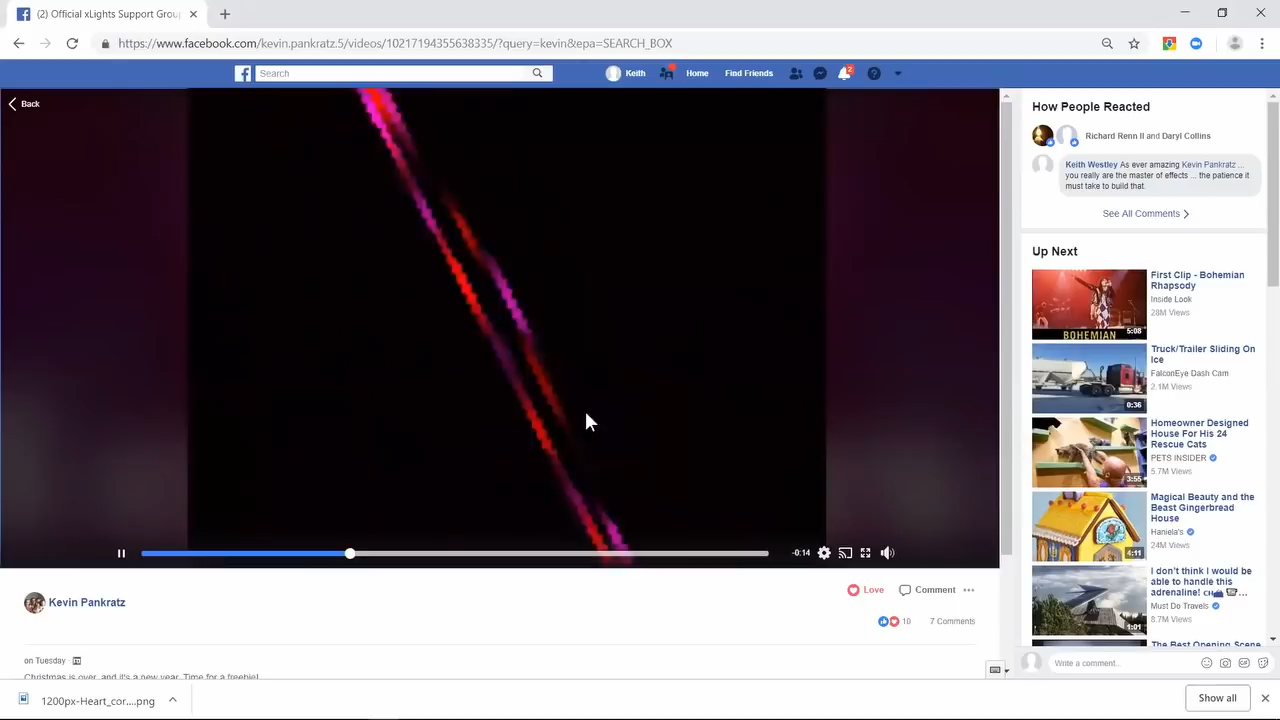 (2) Official xLights Support Grou
https://www.facebook.com/kevin.pankratz.5/videos/10217194355638335/?query=kevin&epa=SEARCH_BOX
Search
Keith
Home
Find Friends
2
Back
How People Reacted
Richard Renn II and Daryl Collins
Keith Westley As ever amazing Kevin Pankratz ...
you really are the master of effects ... the patience it
must take to build that.
See All Comments
Up Next
First Clip - Bohemian
Rhapsody
Inside Look
28M Views
BOHEMIAN
5:08
Truck/Trailer Sliding On
Ice
FalconEye Dash Cam
2.1M Views
0:36
Homeowner Designed
House For His 24
Rescue Cats
PETS INSIDER
5.7M Views
3:55
Magical Beauty and the
Beast Gingerbread
House
Haniela's
24M Views
4:11
I don't think I would be
able to handle this
adrenaline!
Must Do Travels
8.7M Views
1:01
The Best Opening Scene
-0:14
Kevin Pankratz
Love
Comment
10
7 Comments
on Tuesday
Christmas is over, and it's a new year. Time for a freebie!
Write a comment...
1200px-Heart_cor....png
Show all